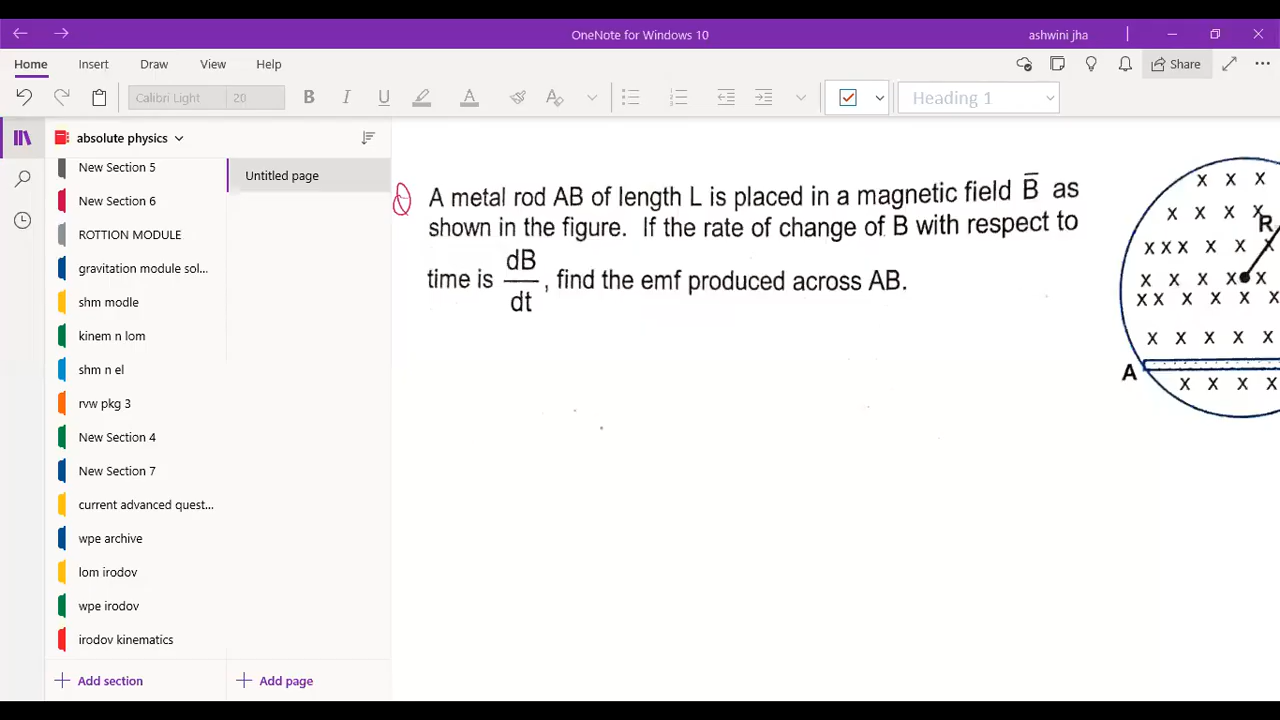 OneNote for Windows 10
ashwini jha
Home
Insert
Draw
View
Help
Share
Calibri Light
20
B
I
U
A
A
Heading 1
absolute physics
New Section 5
New Section 6
ROTTION MODULE
gravitation module sol...
shm modle
kinem n lom
shm n el
rvw pkg 3
New Section 4
New Section 7
current advanced quest...
wpe archive
lom irodov
wpe irodov
irodov kinematics
Add section
Untitled page
Add page
Q
A metal rod AB of length L is placed in a magnetic field B̅ as
shown in the figure. If the rate of change of B with respect to
time is dB/dt, find the emf produced across AB.
X X X
X X X
R
X X X X X X
X X X X X
X X X X X X
X X X X X
A
X X X X